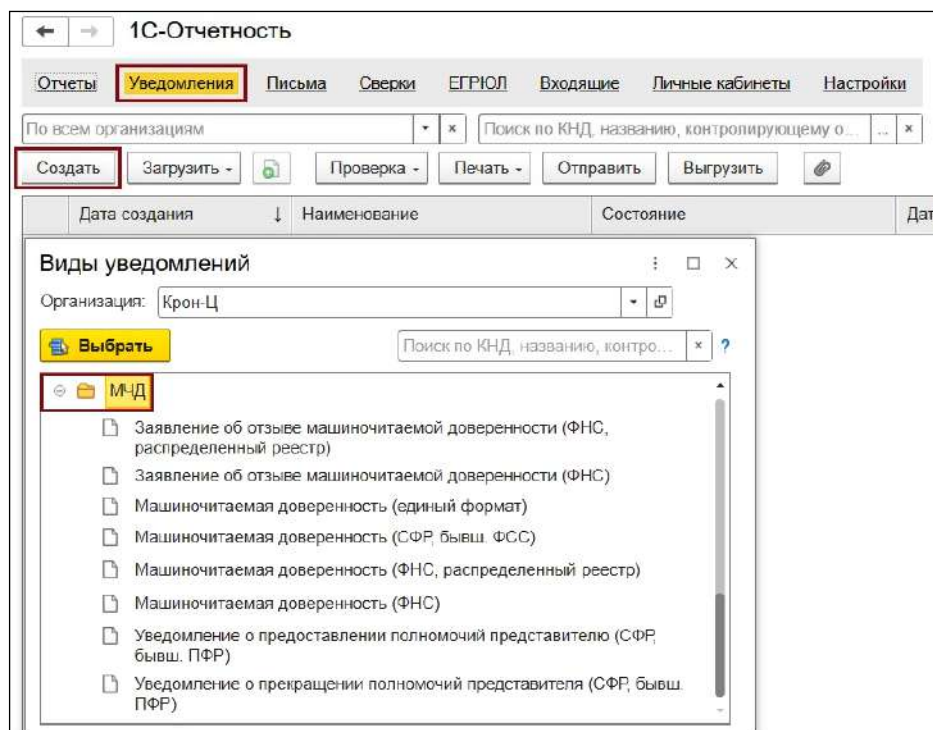 1С-Отчетность
Отчеты Уведомления Письма Сверки ЕГРЮЛ Входящие Личные кабинеты Настройки
По всем организациям Поиск по КНД, названию, контролирующему о... ...
Создать Загрузить Проверка Печать Отправить Выгрузить
Дата создания ↓ Наименование Состояние Дат
Виды уведомлений
Организация: Крон-Ц
Выбрать Поиск по КНД, названию, контро... ?
МЧД
Заявление об отзыве машиночитаемой доверенности (ФНС,
распределенный реестр)
Заявление об отзыве машиночитаемой доверенности (ФНС)
Машиночитаемая доверенность (единый формат)
Машиночитаемая доверенность (СФР, бывш. ФСС)
Машиночитаемая доверенность (ФНС, распределенный реестр)
Машиночитаемая доверенность (ФНС)
Уведомление о предоставлении полномочий представителю (СФР,
бывш. ПФР)
Уведомление о прекращении полномочий представителя (СФР, бывш.
ПФР)